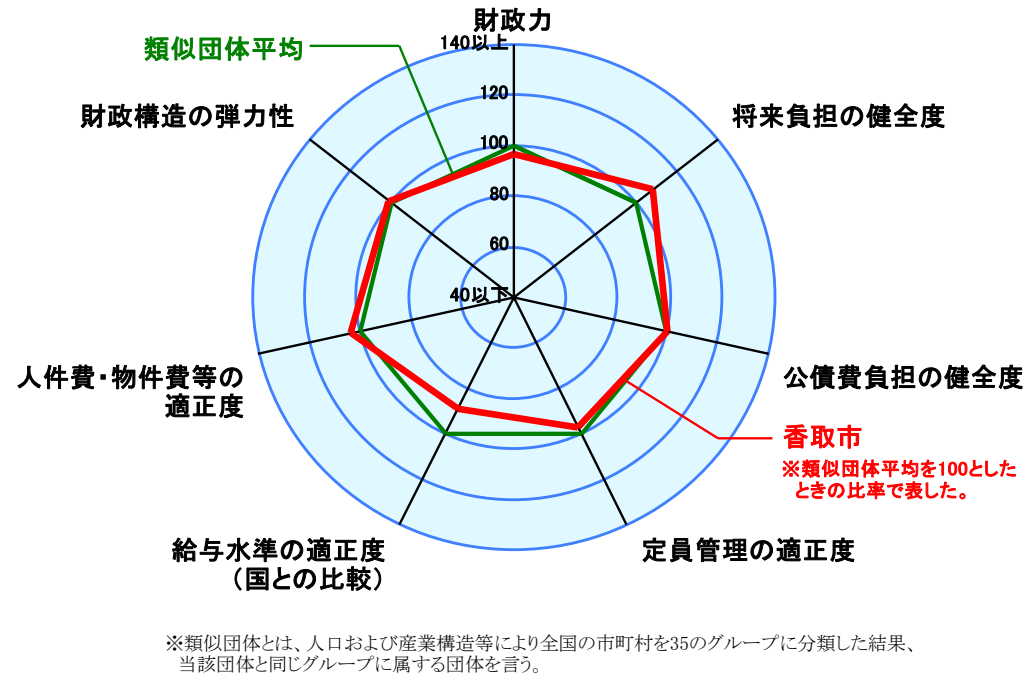 財政力
140以上
類似団体平均
120
財政構造の弾力性
将来負担の健全度
100
80
60
40以下
人件費・物件費等の
適正度
公債費負担の健全度
香取市
※類似団体平均を100とした
ときの比率で表した。
給与水準の適正度
（国との比較）
定員管理の適正度
※類似団体とは、人口および産業構造等により全国の市町村を35のグループに分類した結果、
当該団体と同じグループに属する団体を言う。